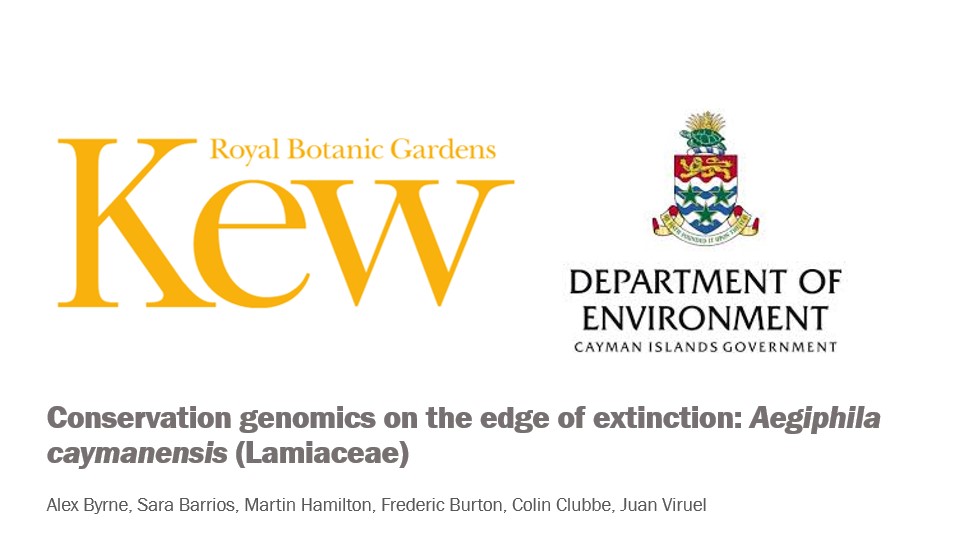 Royal Botanic Gardens
Kew
DEPARTMENT OF
ENVIRONMENT
CAYMAN ISLANDS GOVERNMENT
Conservation genomics on the edge of extinction: Aegiphila
caymanensis (Lamiaceae)
Alex Byrne, Sara Barrios, Martin Hamilton, Frederic Burton, Colin Clubbe, Juan Viruel